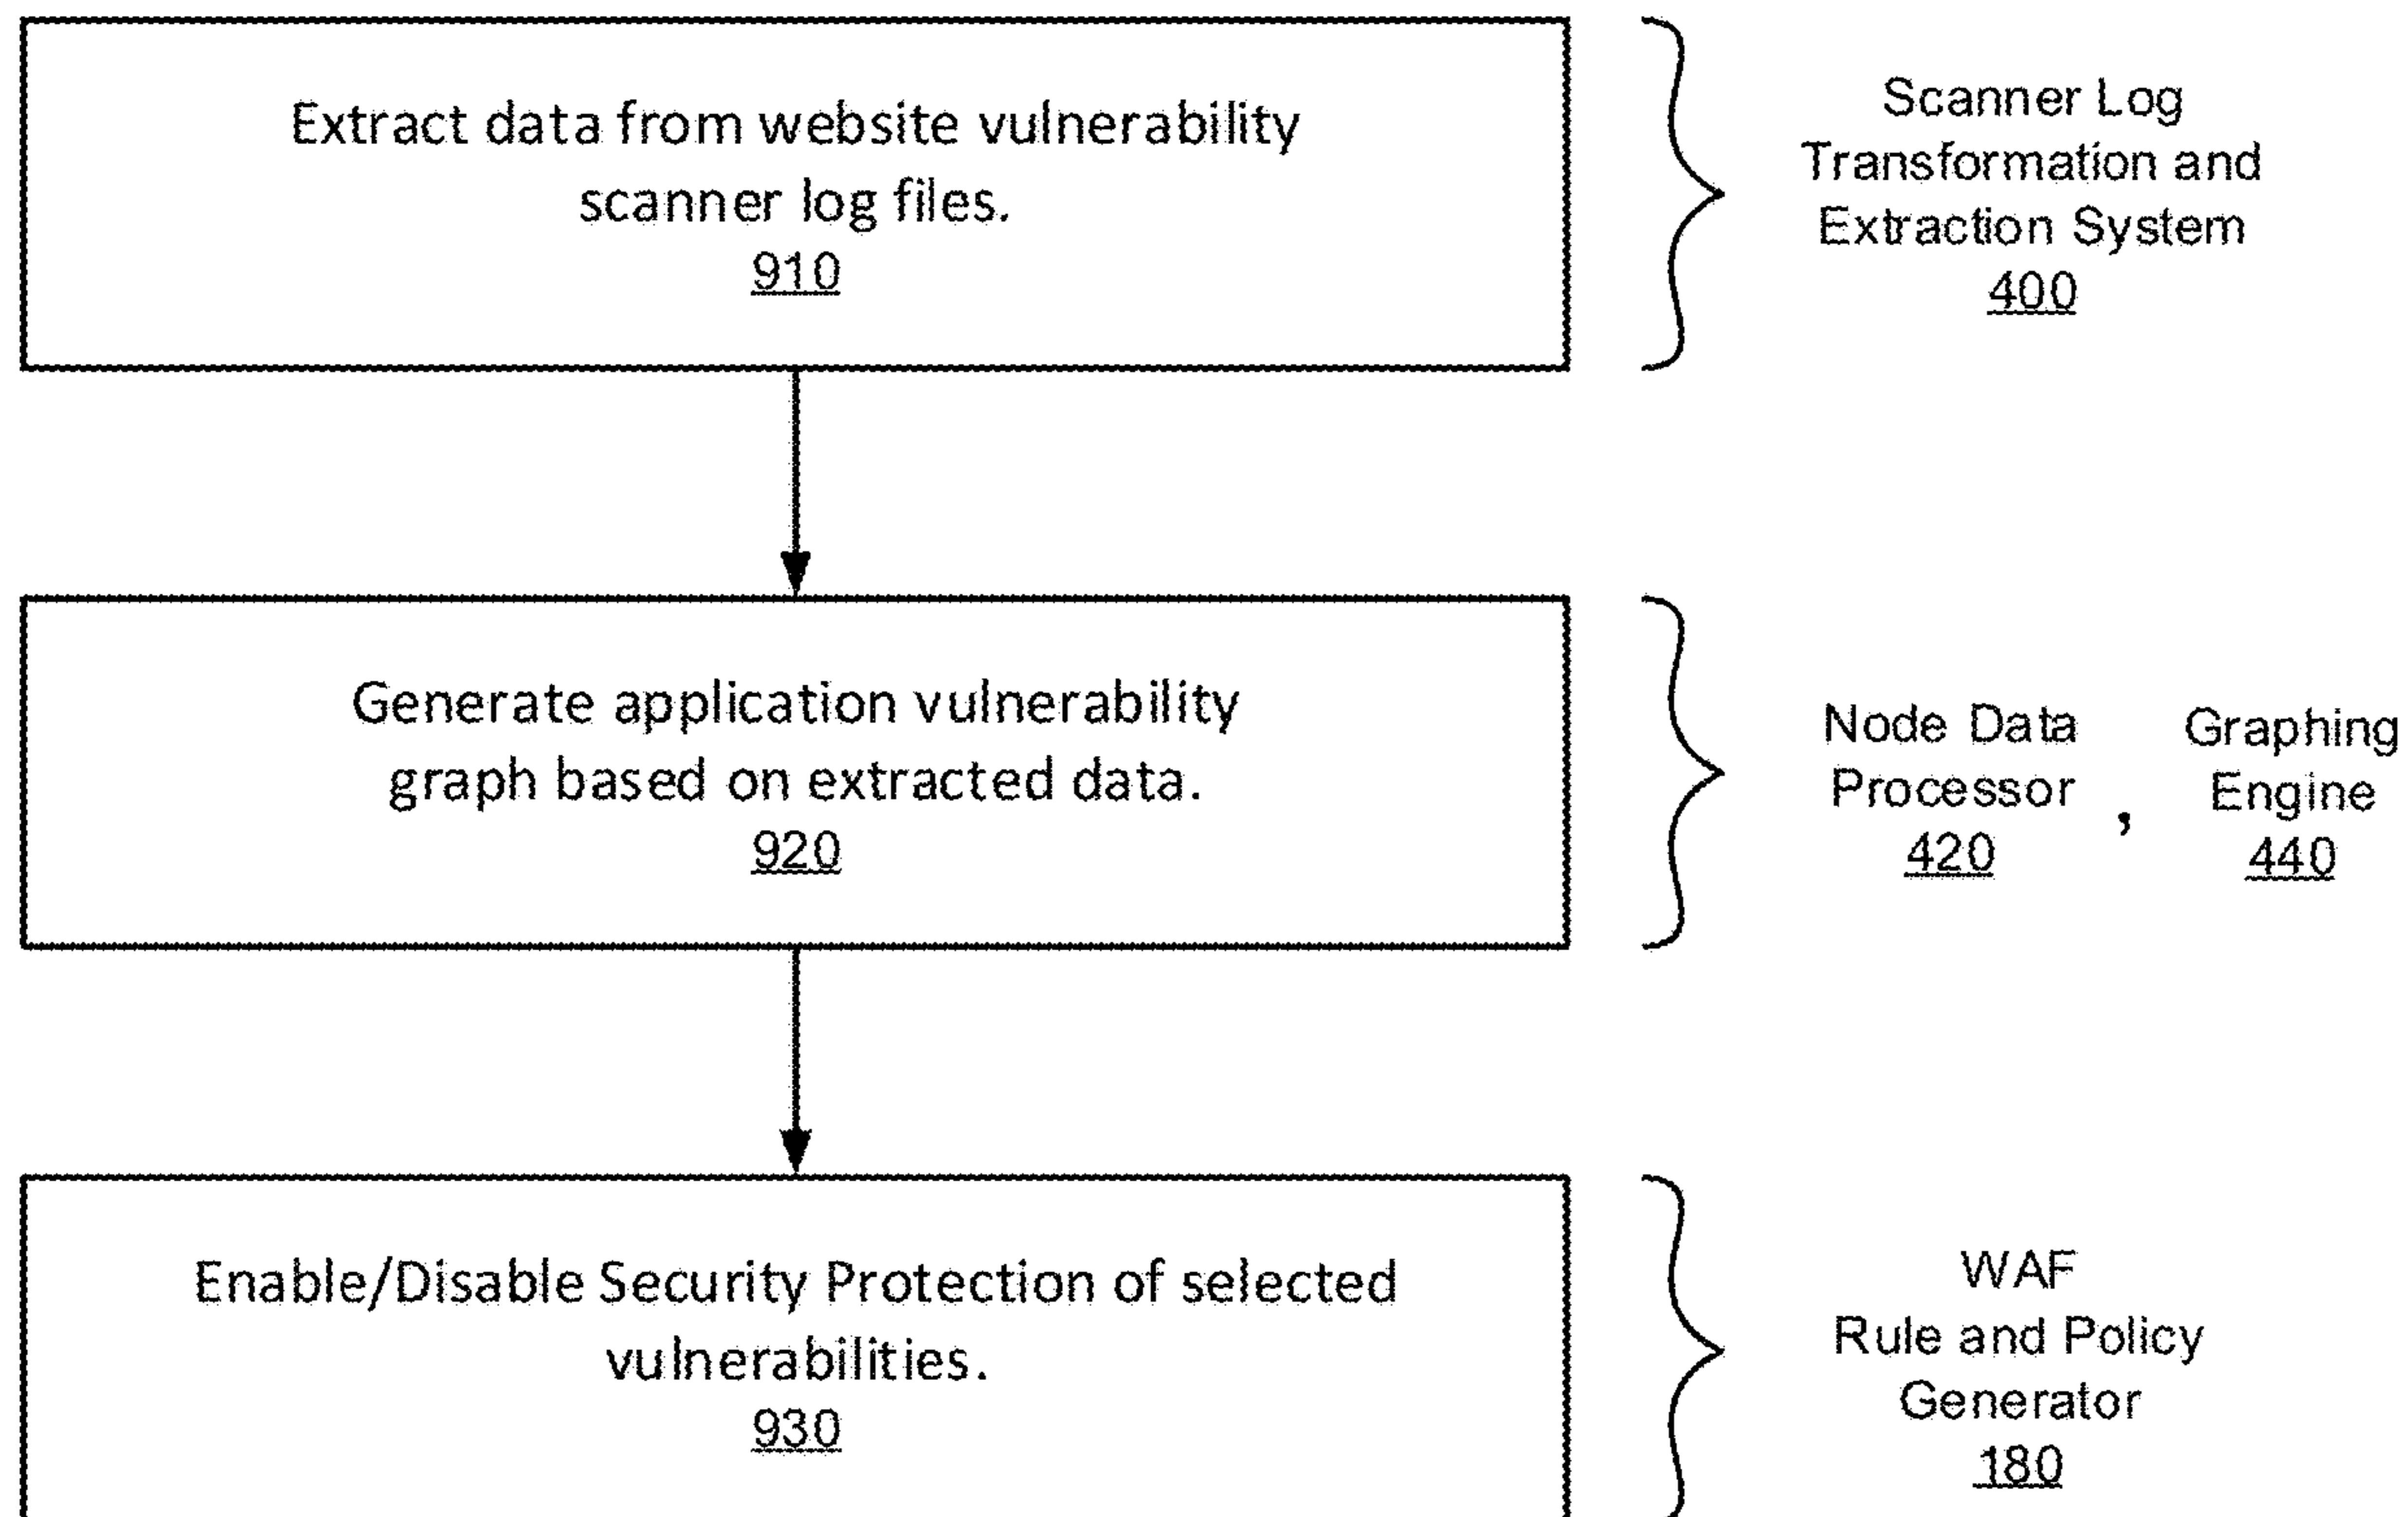 Extract data from website vulnerability
scanner log files.
910
Scanner Log
Transformation and
Extraction System
400
Generate application vulnerability
graph based on extracted data.
920
Node Data
Processor
420
,
Graphing
Engine
440
Enable/Disable Security Protection of selected
vulnerabilities.
930
WAF
Rule and Policy
Generator
180